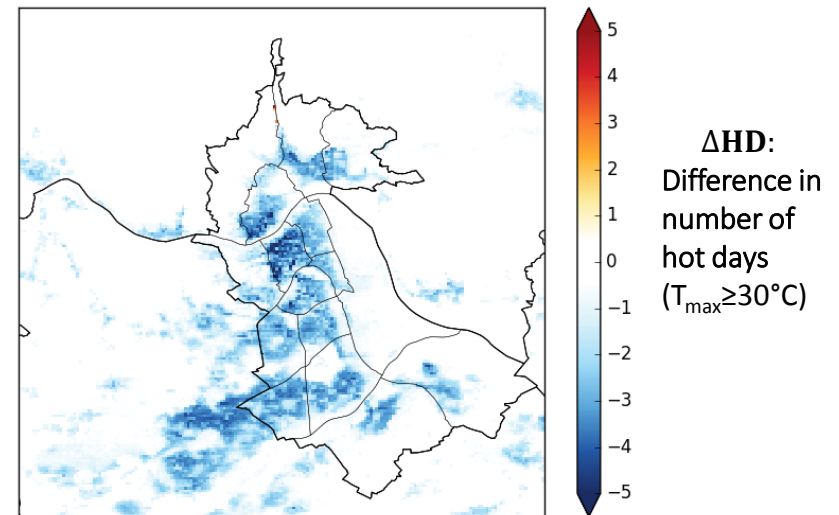 5
4
3
2
1
0
−1
−2
−3
−4
−5
ΔHD:
Difference in
number of
hot days
(Tmax≥30°C)